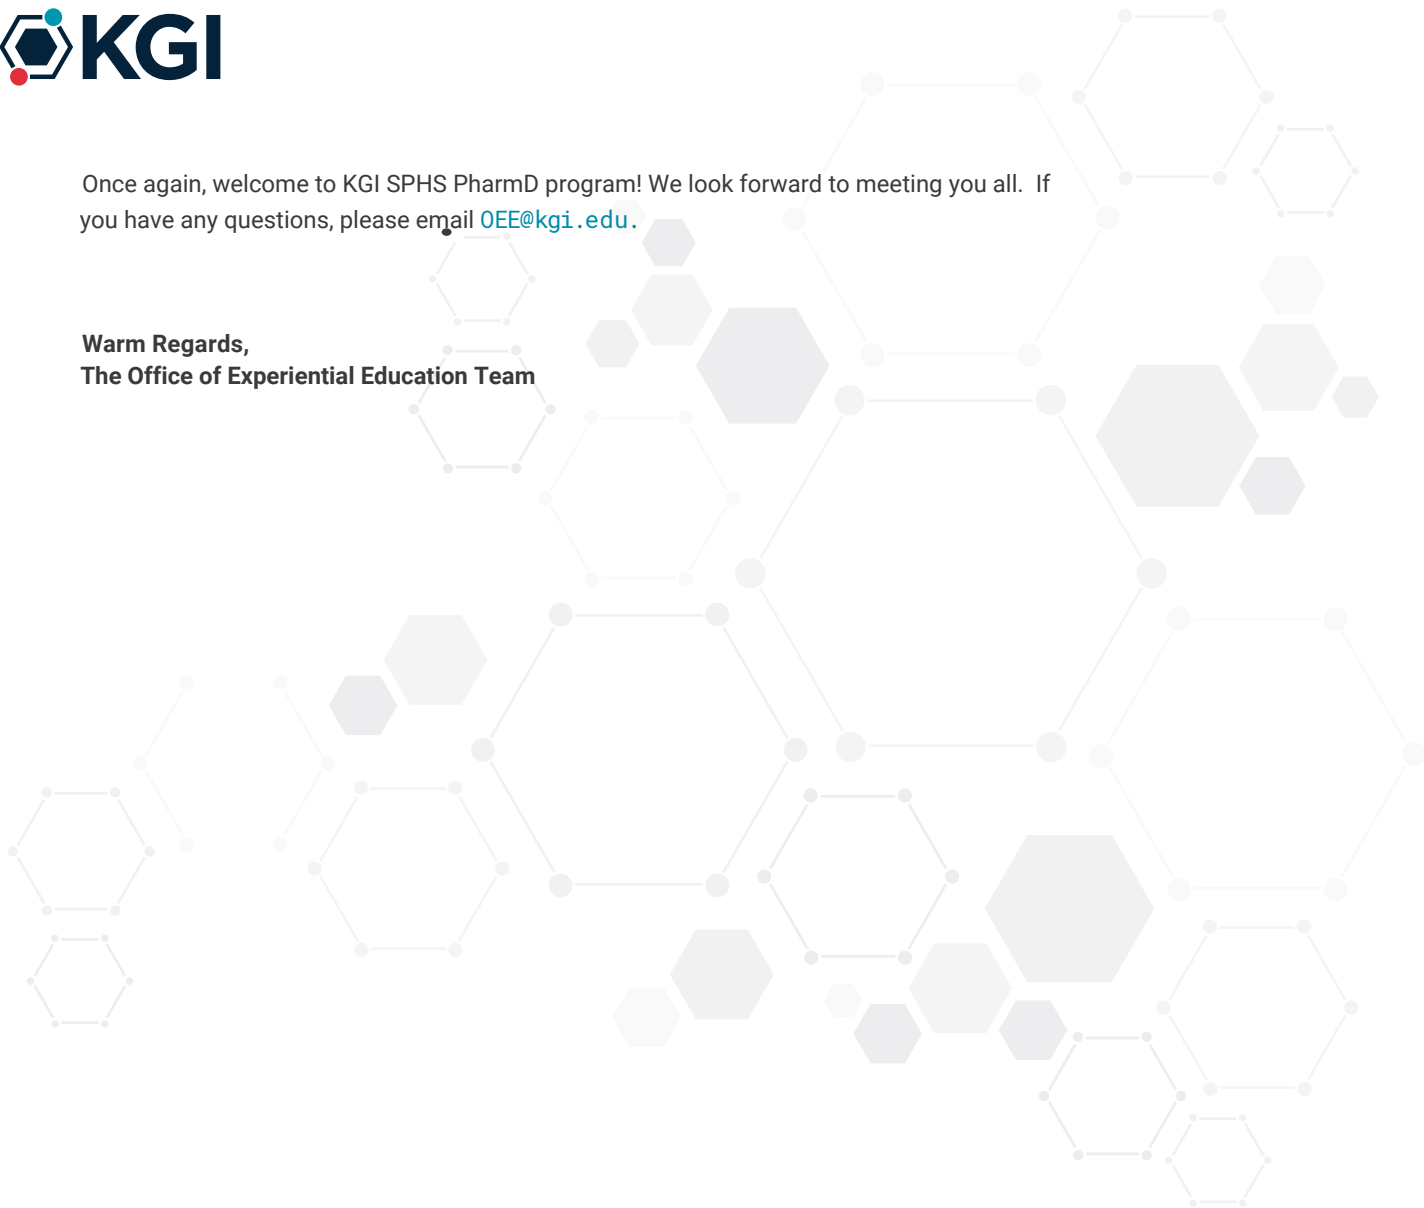 KGI
Once again, welcome to KGI SPHS PharmD program! We look forward to meeting you all.  If
you have any questions, please email OEE@kgi.edu.
Warm Regards,
The Office of Experiential Education Team